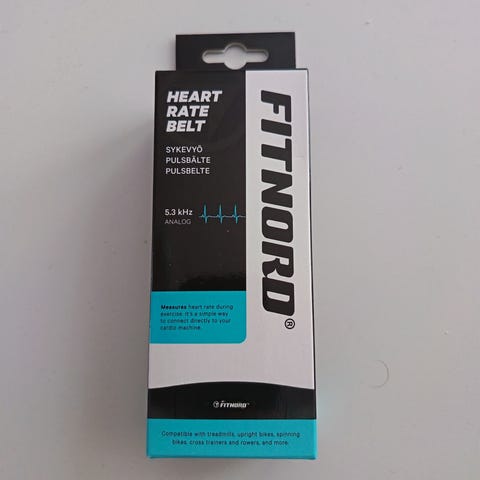 HEART
RATE
BELT
SYKEVYÖ
PULSBÄLTE
PULSBELTE
5.3 kHz
ANALOG
FITNORD®
Measures heart rate during
exercise. It's a simple way
to connect directly to your
cardio machine.
FITNORD™
Compatible with treadmills, upright bikes, spinning
bikes, cross trainers and rowers, and more.